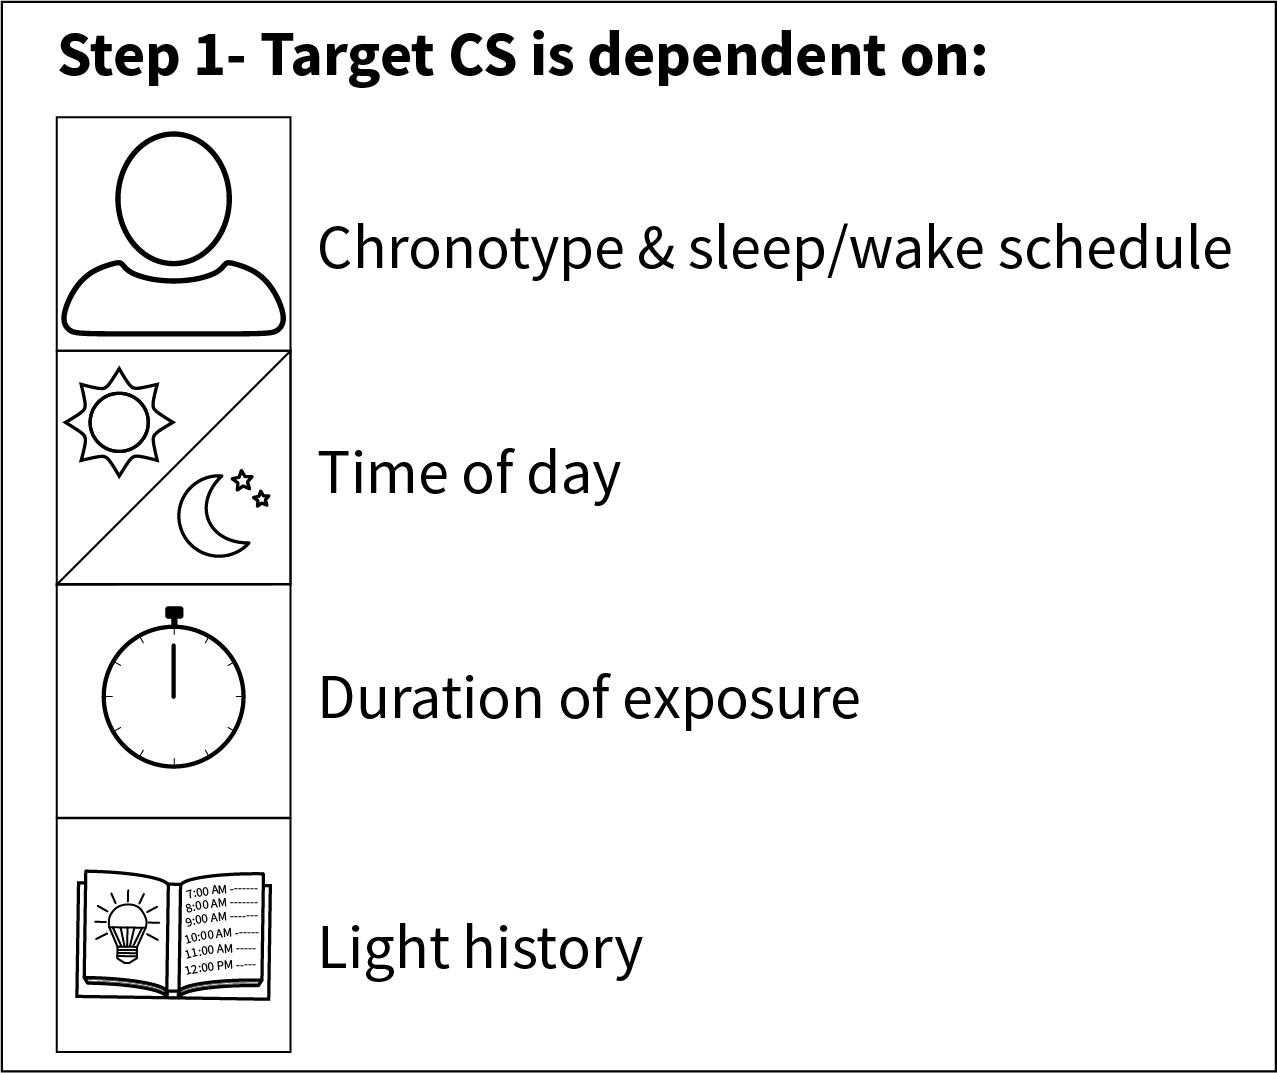 Step 1- Target CS is dependent on:
Chronotype & sleep/wake schedule
Time of day
Duration of exposure
7:00 AM -------
8:00 AM ------
9:00 AM ------
10:00 AM ------
11:00 AM -----
12:00 PM -----
Light history